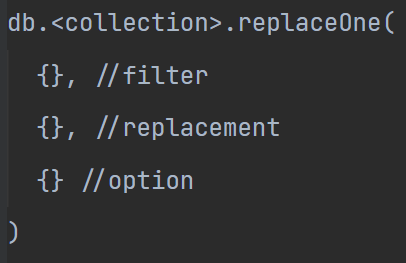 db.<collection>.replaceOne(
{}, //filter
{}, //replacement
{} //option
)